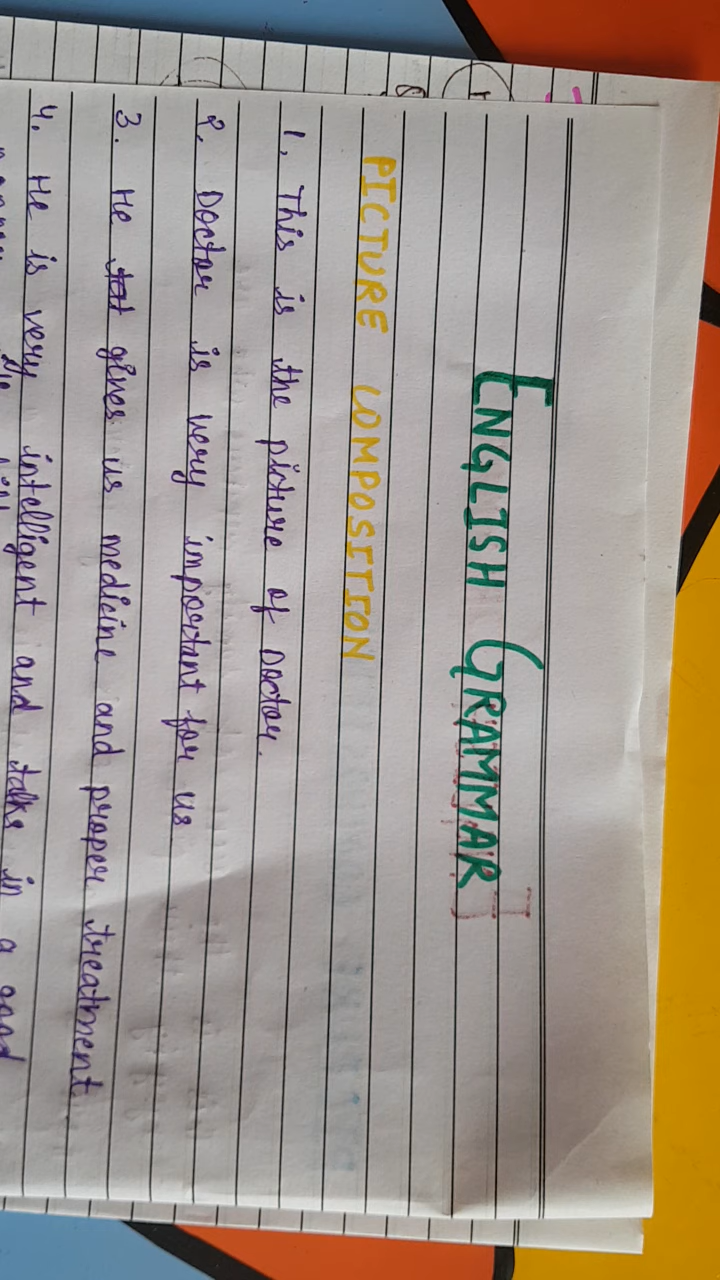 ENGLISH GRAMMAR
PICTURE COMPOSITION
1. This is the picture of Doctor.
2. Doctor is very important for us
3. He gives us medicine and proper treatment
4. He is very intelligent and talks in a good